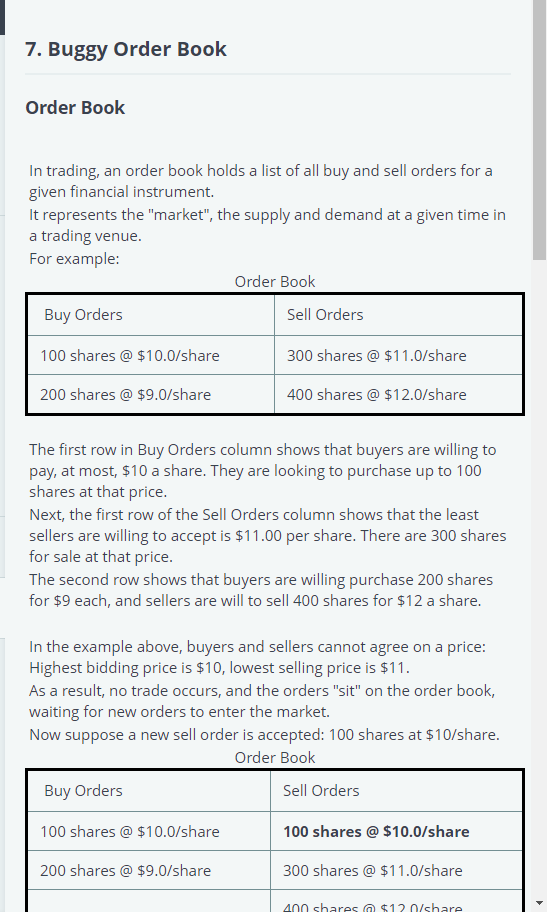 7. Buggy Order Book
Order Book
In trading, an order book holds a list of all buy and sell orders for a
given financial instrument.
It represents the "market", the supply and demand at a given time in
a trading venue.
For example:
Order Book
Buy Orders Sell Orders
100 shares @ $10.0/share 300 shares @ $11.0/share
200 shares @ $9.0/share 400 shares @ $12.0/share
The first row in Buy Orders column shows that buyers are willing to
pay, at most, $10 a share. They are looking to purchase up to 100
shares at that price.
Next, the first row of the Sell Orders column shows that the least
sellers are willing to accept is $11.00 per share. There are 300 shares
for sale at that price.
The second row shows that buyers are willing purchase 200 shares
for $9 each, and sellers are will to sell 400 shares for $12 a share.
In the example above, buyers and sellers cannot agree on a price:
Highest bidding price is $10, lowest selling price is $11.
As a result, no trade occurs, and the orders "sit" on the order book,
waiting for new orders to enter the market.
Now suppose a new sell order is accepted: 100 shares at $10/share.
Order Book
Buy Orders Sell Orders
100 shares @ $10.0/share 100 shares @ $10.0/share
200 shares @ $9.0/share 300 shares @ $11.0/share
400 shares @ $12.0/share